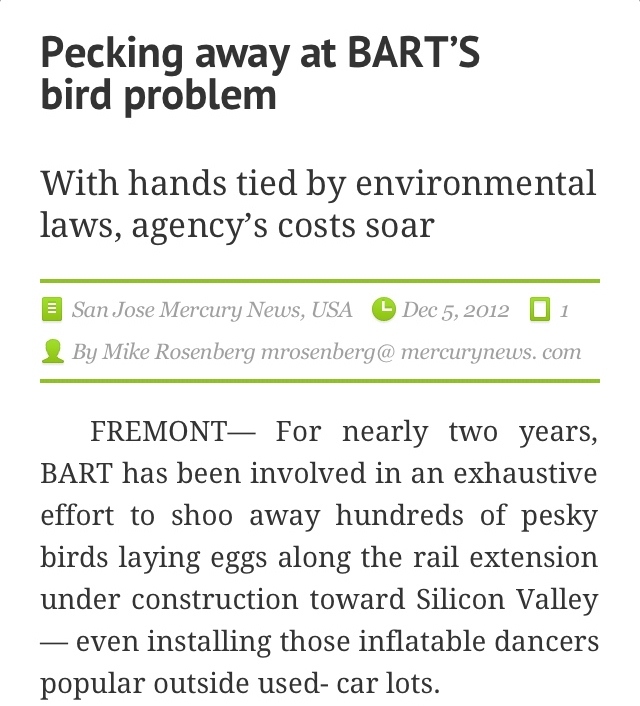 Pecking away at BART’S
bird problem
With hands tied by environmental
laws, agency’s costs soar
San Jose Mercury News, USA Dec 5, 2012 1
By Mike Rosenberg mrosenberg@ mercurynews. com
FREMONT— For nearly two years,
BART has been involved in an exhaustive
effort to shoo away hundreds of pesky
birds laying eggs along the rail extension
under construction toward Silicon Valley
— even installing those inflatable dancers
popular outside used- car lots.